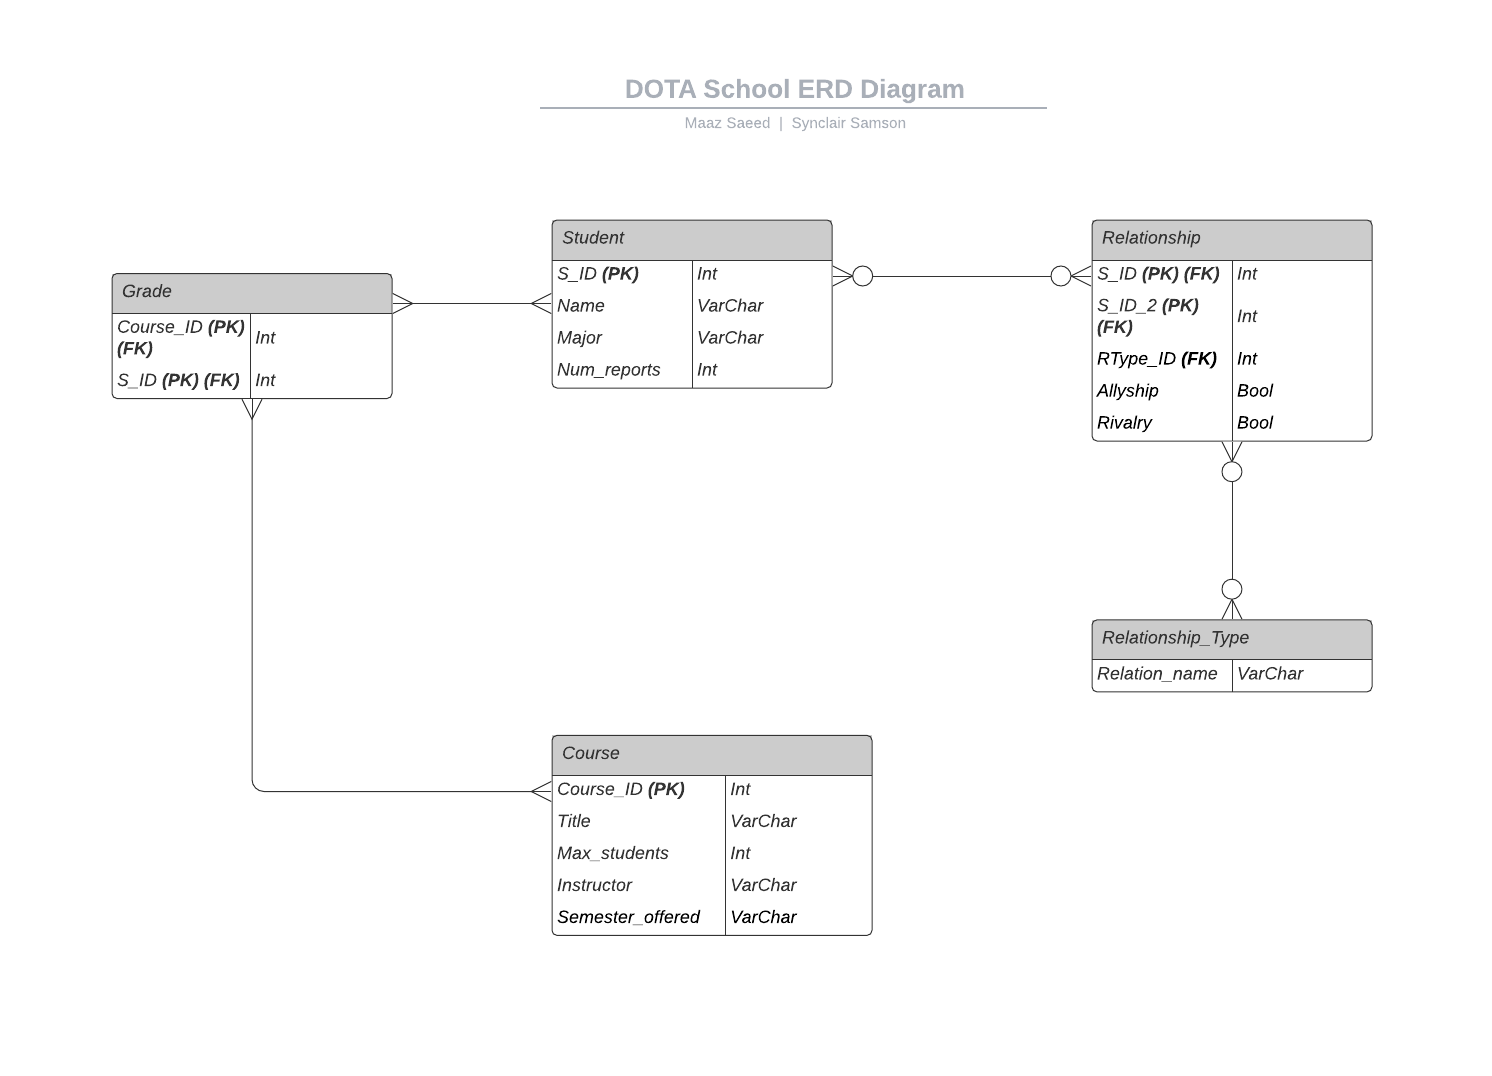 DOTA School ERD Diagram
Maaz Saeed | Synclair Samson
Grade
Course_ID (PK)
(FK)
Int
S_ID (PK) (FK) Int
Student
S_ID (PK) Int
Name VarChar
Major VarChar
Num_reports Int
Relationship
S_ID (PK) (FK) Int
S_ID_2 (PK)
(FK)
Int
RType_ID (FK) Int
Allyship Bool
Rivalry Bool
Relationship_Type
Relation_name VarChar
Course
Course_ID (PK) Int
Title VarChar
Max_students Int
Instructor VarChar
Semester_offered VarChar